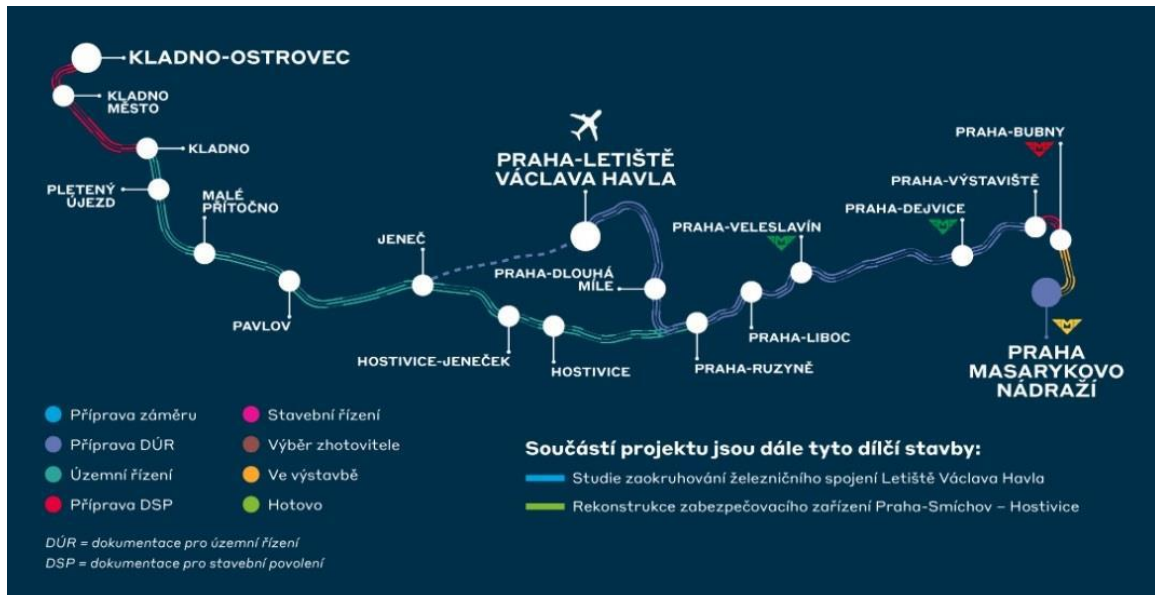 KLADNO-OSTROVEC
KLADNO
MĚSTO
KLADNO
PLETENÝ
ÚJEZD
MALÉ
PŘÍTOČNO
PAVLOV
JENEČ
HOSTIVICE-JENEČEK
HOSTIVICE
PRAHA-LETIŠTĚ
VÁCLAVA HAVLA
PRAHA-DLOUHÁ
MÍLE
PRAHA-RUZYNĚ
PRAHA-LIBOC
PRAHA-VELESLAVÍN
M
PRAHA-DEJVICE
M
PRAHA-VÝSTAVIŠTĚ
PRAHA-BUBNY
M
M
PRAHA
MASARYKOVO
NÁDRAŽÍ
Příprava záměru
Příprava DÚR
Územní řízení
Příprava DSP
Stavební řízení
Výběr zhotovitele
Ve výstavbě
Hotovo
DÚR = dokumentace pro územní řízení
DSP = dokumentace pro stavební povolení
Součástí projektu jsou dále tyto dílčí stavby:
Studie zaokruhování železničního spojení Letiště Václava Havla
Rekonstrukce zabezpečovacího zařízení Praha-Smíchov – Hostivice